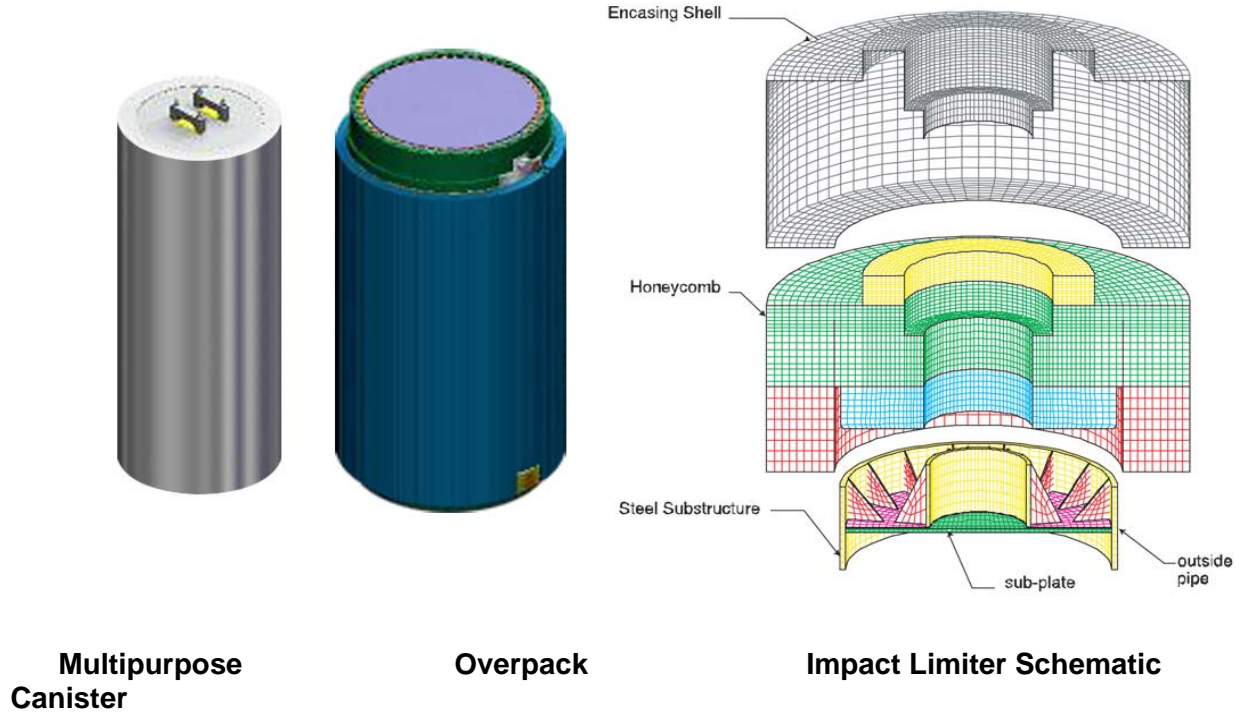 Encasing Shell
Honeycomb
Steel Substructure
outside
pipe
sub-plate
Multipurpose
Canister
Overpack
Impact Limiter Schematic